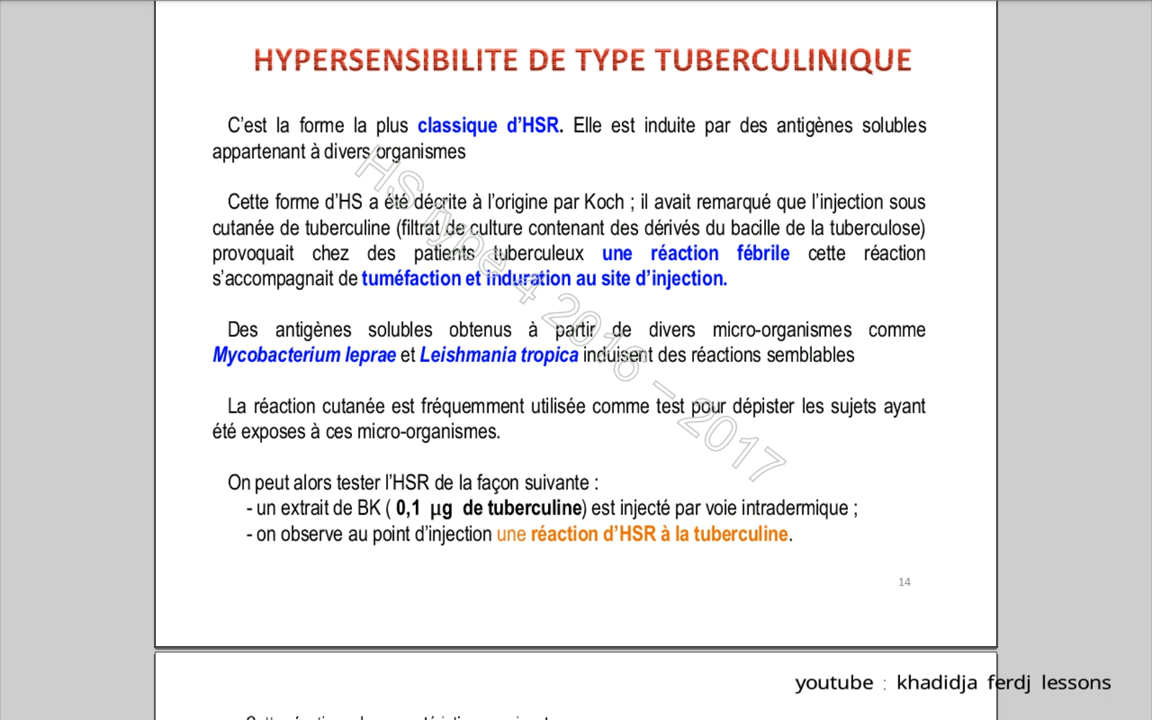 HYPERSENSIBILITE DE TYPE TUBERCULINIQUE
C'est la forme la plus classique d'HSR. Elle est induite par des antigènes solubles
appartenant à divers organismes
Cette forme d'HS a été décrite à l'origine par Koch ; il avait remarqué que l'injection sous
cutanée de tuberculine (filtrat de culture contenant des dérivés du bacille de la tuberculose)
provoquait chez des patients tuberculeux une réaction fébrile cette réaction
s'accompagnait de tuméfaction et induration au site d'injection.
Des antigènes solubles obtenus à partir de divers micro-organismes comme
Mycobacterium leprae et Leishmania tropica induisent des réactions semblables
La réaction cutanée est fréquemment utilisée comme test pour dépister les sujets ayant
été exposes à ces micro-organismes.
On peut alors tester l'HSR de la façon suivante :
- un extrait de BK ( 0,1 µg de tuberculine) est injecté par voie intradermique ;
- on observe au point d'injection une réaction d'HSR à la tuberculine.
HS type 4 2016 – 2017
14
youtube : khadidja ferdj lessons